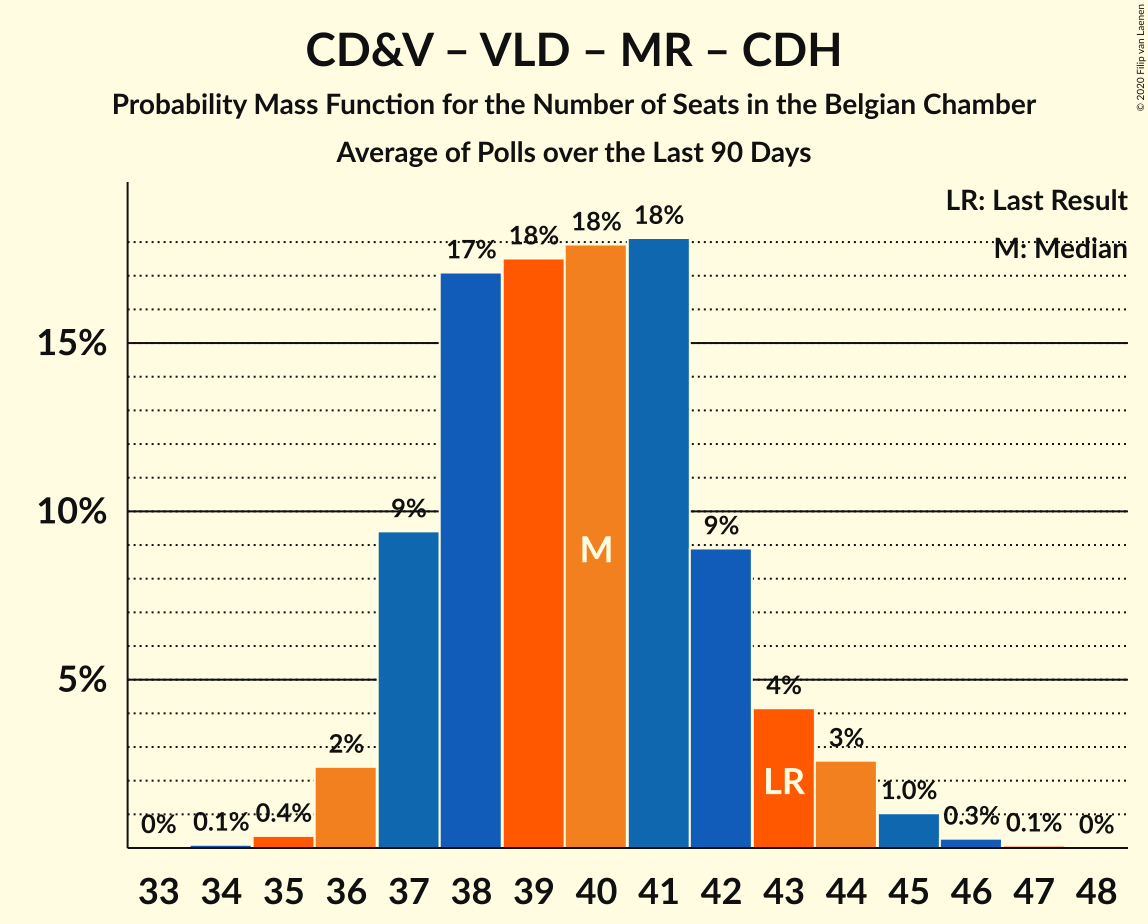 CD&V – VLD – MR – CDH
Probability Mass Function for the Number of Seats in the Belgian Chamber
Average of Polls over the Last 90 Days
© 2020 Filip van Laenen
LR: Last Result
M: Median
15%
10%
5%
0% 0.1% 0.4% 2% 9% 17% 18% 18% 18% 9% 4% 3% 1.0% 0.3% 0.1% 0%
M
LR
33 34 35 36 37 38 39 40 41 42 43 44 45 46 47 48